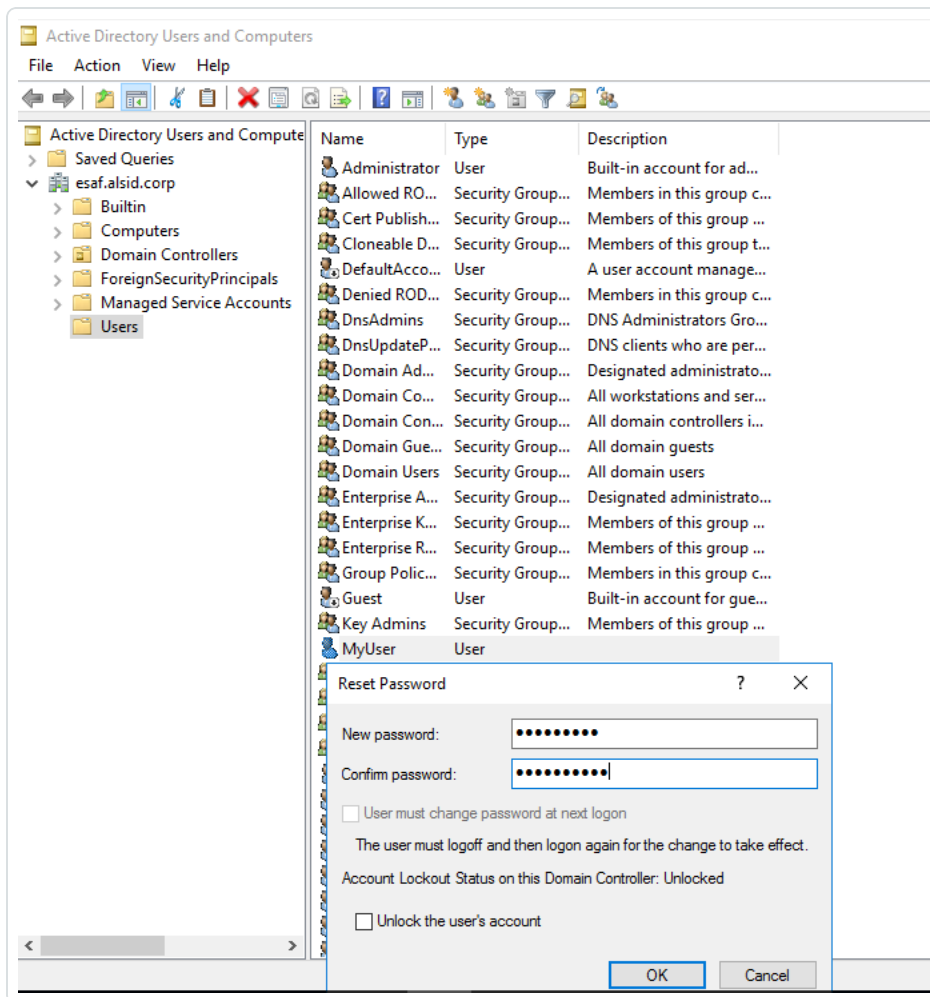 Active Directory Users and Computers
File Action View Help
Active Directory Users and Compute
Saved Queries
esaf.alsid.corp
Builtin
Computers
Domain Controllers
ForeignSecurityPrincipals
Managed Service Accounts
Users
Name Type Description
Administrator User Built-in account for ad...
Allowed RO... Security Group... Members in this group c...
Cert Publish... Security Group... Members of this group ...
Cloneable D... Security Group... Members of this group t...
DefaultAcco... User A user account manage...
Denied ROD... Security Group... Members in this group c...
DnsAdmins Security Group... DNS Administrators Gro...
DnsUpdateP... Security Group... DNS clients who are per...
Domain Ad... Security Group... Designated administrato...
Domain Co... Security Group... All workstations and ser...
Domain Con... Security Group... All domain controllers i...
Domain Gue... Security Group... All domain guests
Domain Users Security Group... All domain users
Enterprise A... Security Group... Designated administrato...
Enterprise K... Security Group... Members of this group ...
Enterprise R... Security Group... Members of this group ...
Group Polic... Security Group... Members in this group c...
Guest User Built-in account for gue...
Key Admins Security Group... Members of this group ...
MyUser User
Reset Password ?
New password: •••••••••
Confirm password: ••••••••••
User must change password at next logon
The user must logoff and then logon again for the change to take effect.
Account Lockout Status on this Domain Controller: Unlocked
Unlock the user's account
OK Cancel